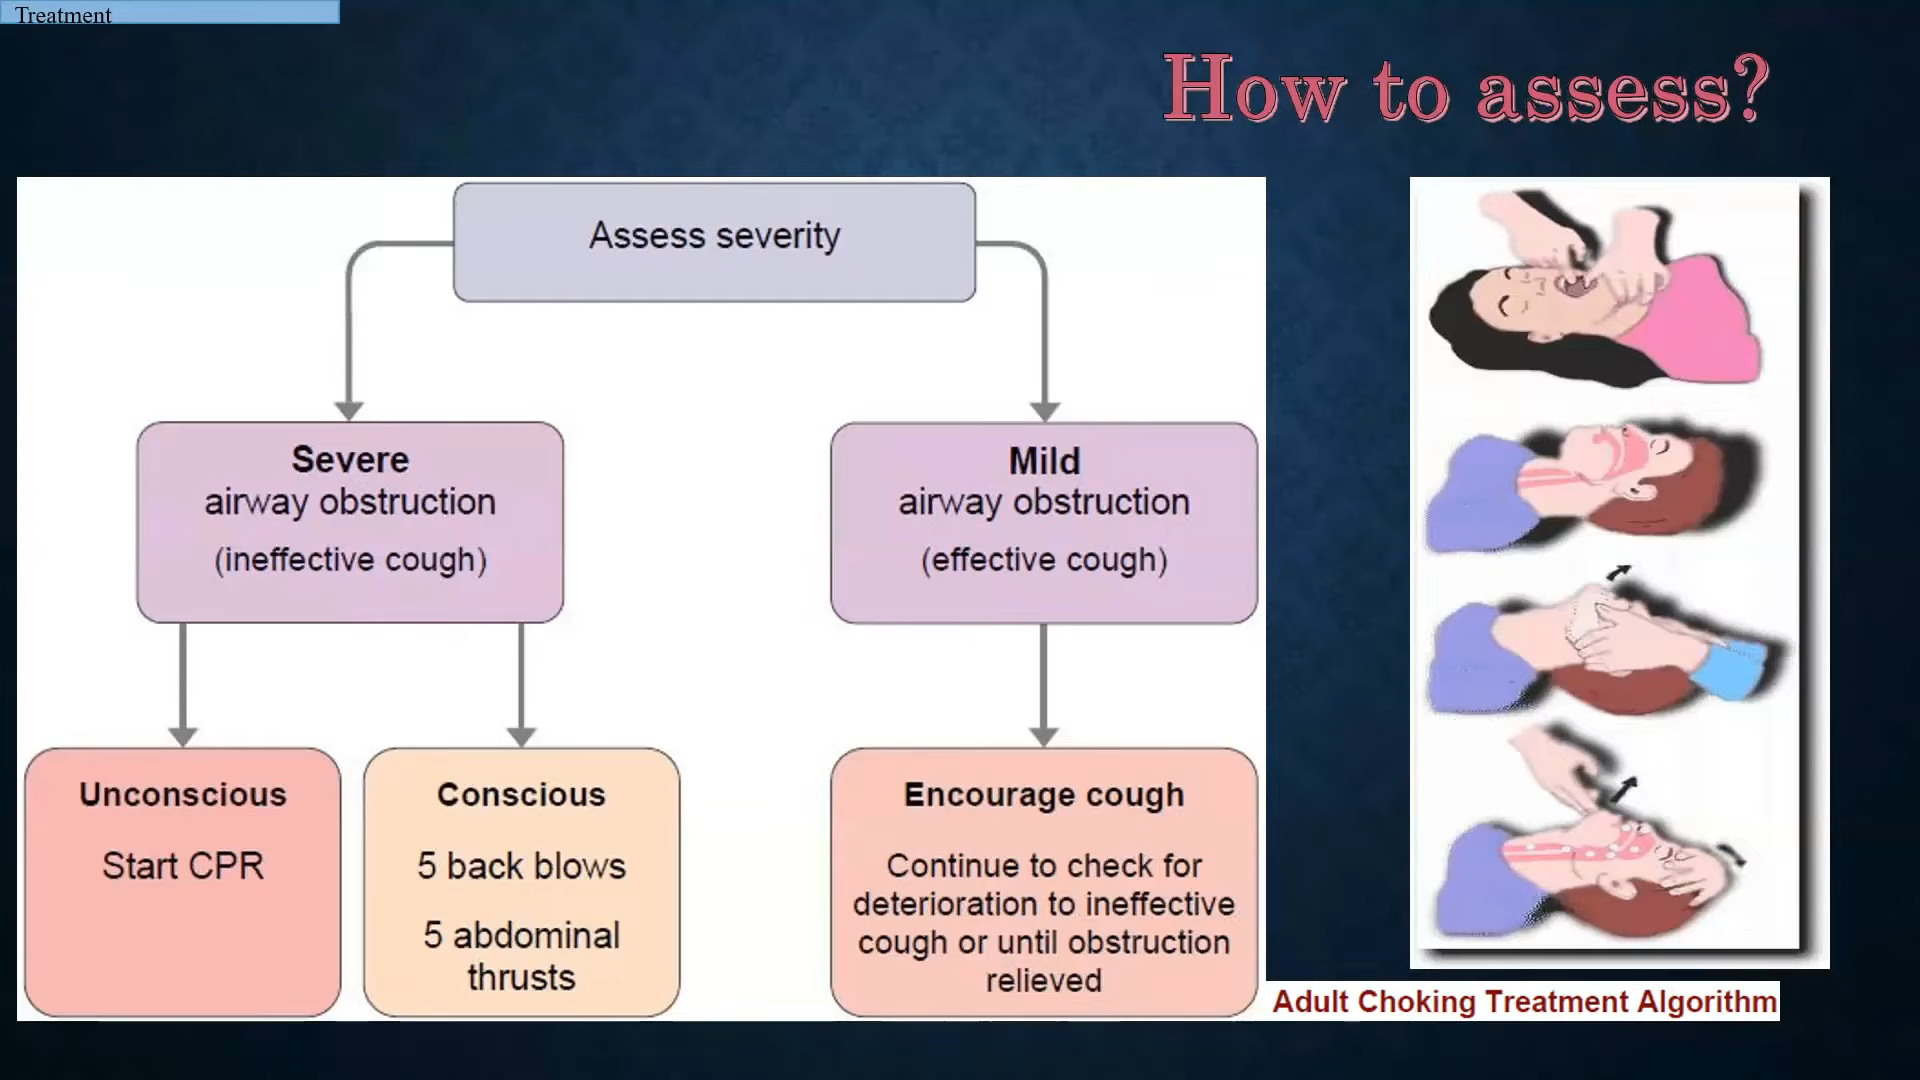 Treatment
How to assess?
Assess severity
Severe
airway obstruction
(ineffective cough)
Mild
airway obstruction
(effective cough)
Unconscious
Start CPR
Conscious
5 back blows
5 abdominal
thrusts
Encourage cough
Continue to check for
deterioration to ineffective
cough or until obstruction
relieved
Adult Choking Treatment Algorithm